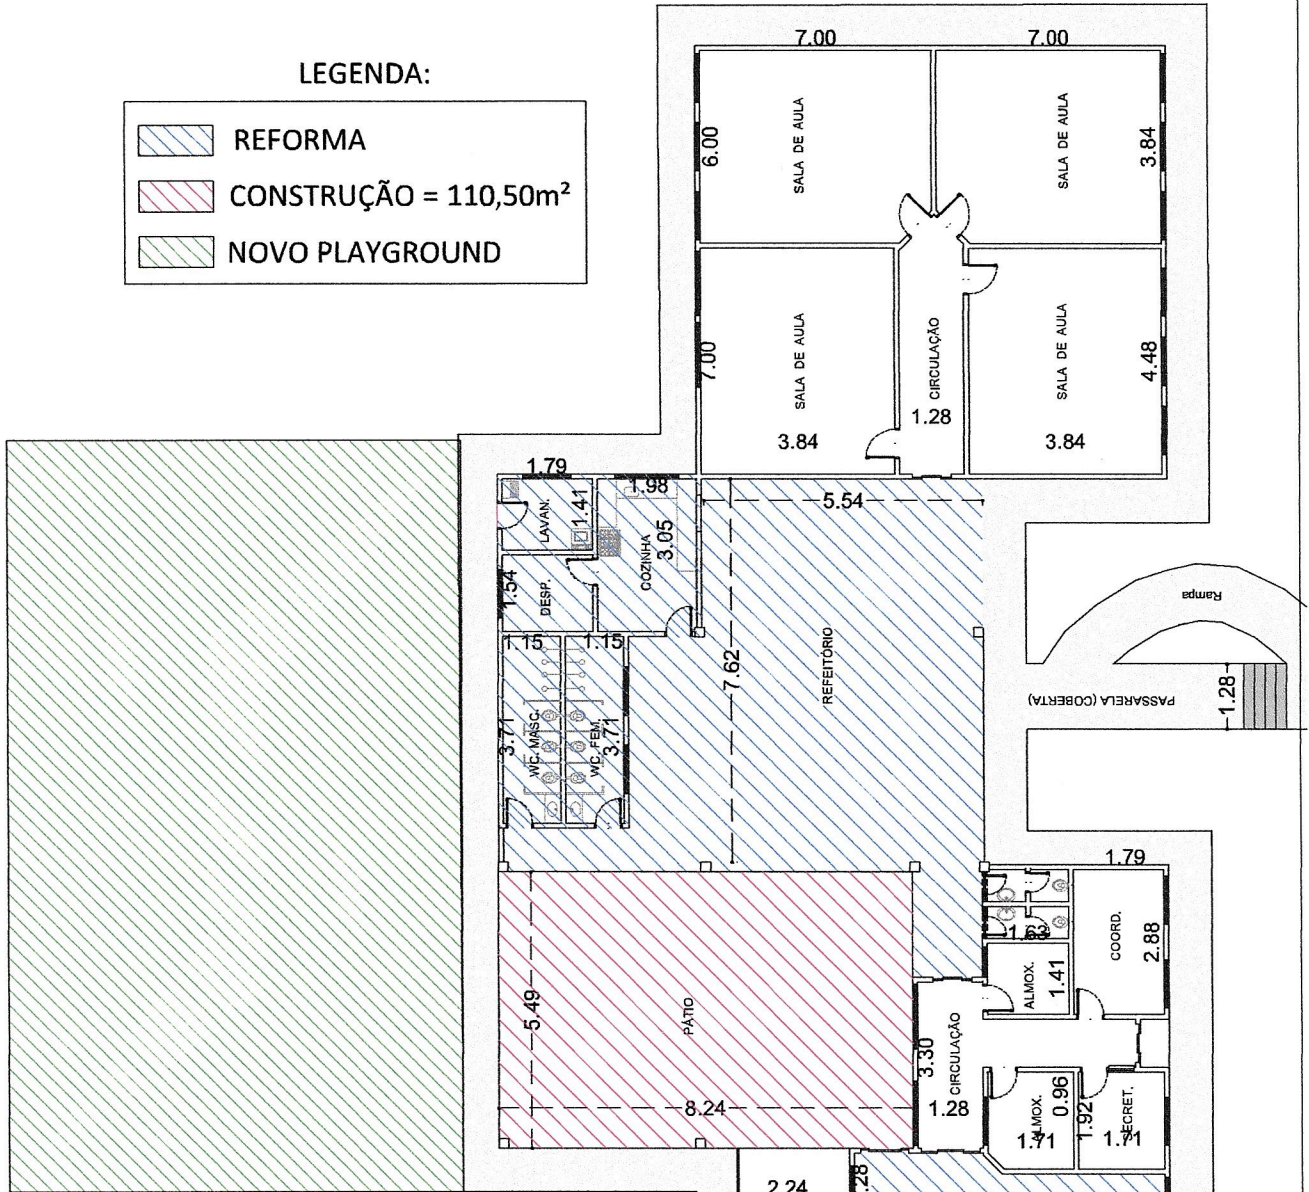 LEGENDA:
REFORMA
CONSTRUÇÃO = 110,50m²
NOVO PLAYGROUND
7.00
7.00
6.00
SALA DE AULA
SALA DE AULA
3.84
7.00
SALA DE AULA
3.84
CIRCULAÇÃO
1.28
SALA DE AULA
3.84
4.48
1.79
LAVAN.
1.41
1.98
COZINHA
3.05
5.54
1.54
DESP.
1.15
1.15
7.62
REFEITÓRIO
3.71
WC. MASC.
WC. FEM.
3.71
Rampa
PASSARELA (COBERTA)
1.28
1.79
1.63
COORD.
2.88
ALMOX.
1.41
5.49
PÁTIO
8.24
3.30
CIRCULAÇÃO
1.28
ALMOX.
0.96
1.71
1.92
SECRET.
1.71
2.24
.28